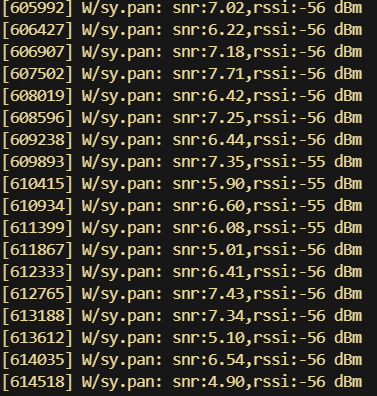 [605992] W/sy.pan: snr:7.02,rssi:-56 dBm
[606427] W/sy.pan: snr:6.22,rssi:-56 dBm
[606907] W/sy.pan: snr:7.18,rssi:-56 dBm
[607502] W/sy.pan: snr:7.71,rssi:-56 dBm
[608019] W/sy.pan: snr:6.42,rssi:-56 dBm
[608596] W/sy.pan: snr:7.25,rssi:-56 dBm
[609238] W/sy.pan: snr:6.44,rssi:-56 dBm
[609893] W/sy.pan: snr:7.35,rssi:-55 dBm
[610415] W/sy.pan: snr:5.90,rssi:-55 dBm
[610934] W/sy.pan: snr:6.60,rssi:-55 dBm
[611399] W/sy.pan: snr:6.08,rssi:-55 dBm
[611867] W/sy.pan: snr:5.01,rssi:-56 dBm
[612333] W/sy.pan: snr:6.41,rssi:-56 dBm
[612765] W/sy.pan: snr:7.43,rssi:-56 dBm
[613188] W/sy.pan: snr:7.34,rssi:-56 dBm
[613612] W/sy.pan: snr:5.10,rssi:-56 dBm
[614035] W/sy.pan: snr:6.54,rssi:-56 dBm
[614518] W/sy.pan: snr:4.90,rssi:-56 dBm